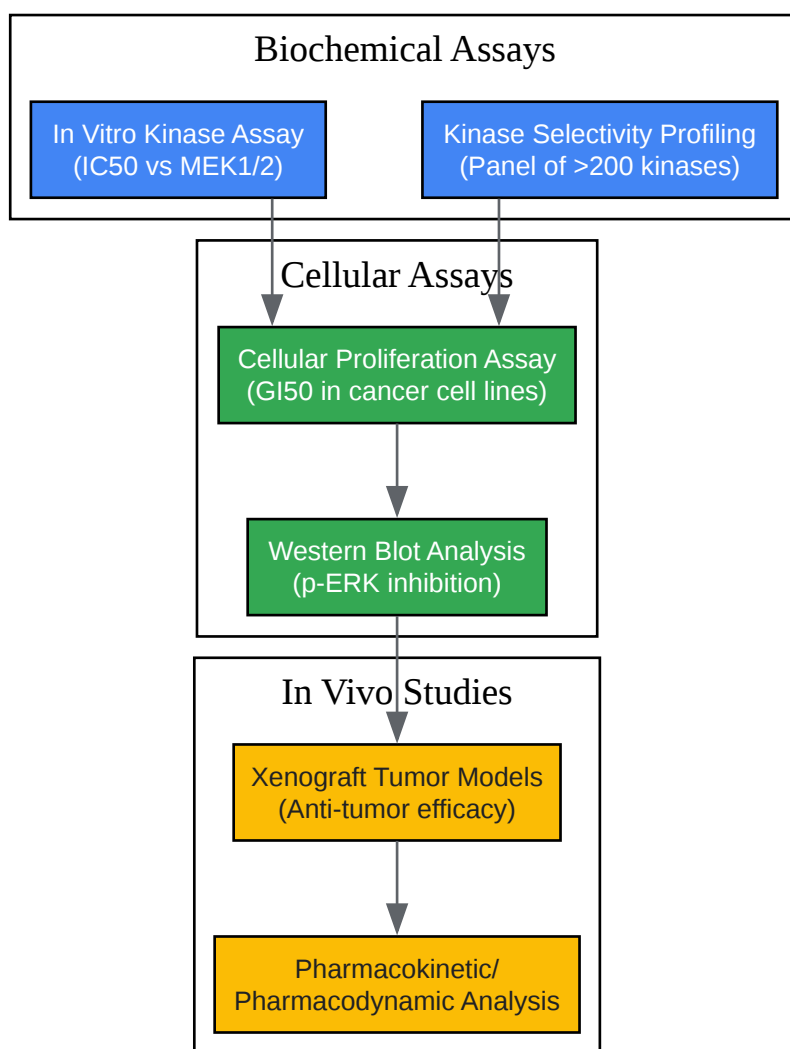 Biochemical Assays
In Vitro Kinase Assay
(IC50 vs MEK1/2)
Kinase Selectivity Profiling
(Panel of >200 kinases)
Cellular Assays
Cellular Proliferation Assay
(GI50 in cancer cell lines)
Western Blot Analysis
(p-ERK inhibition)
In Vivo Studies
Xenograft Tumor Models
(Anti-tumor efficacy)
Pharmacokinetic/
Pharmacodynamic Analysis